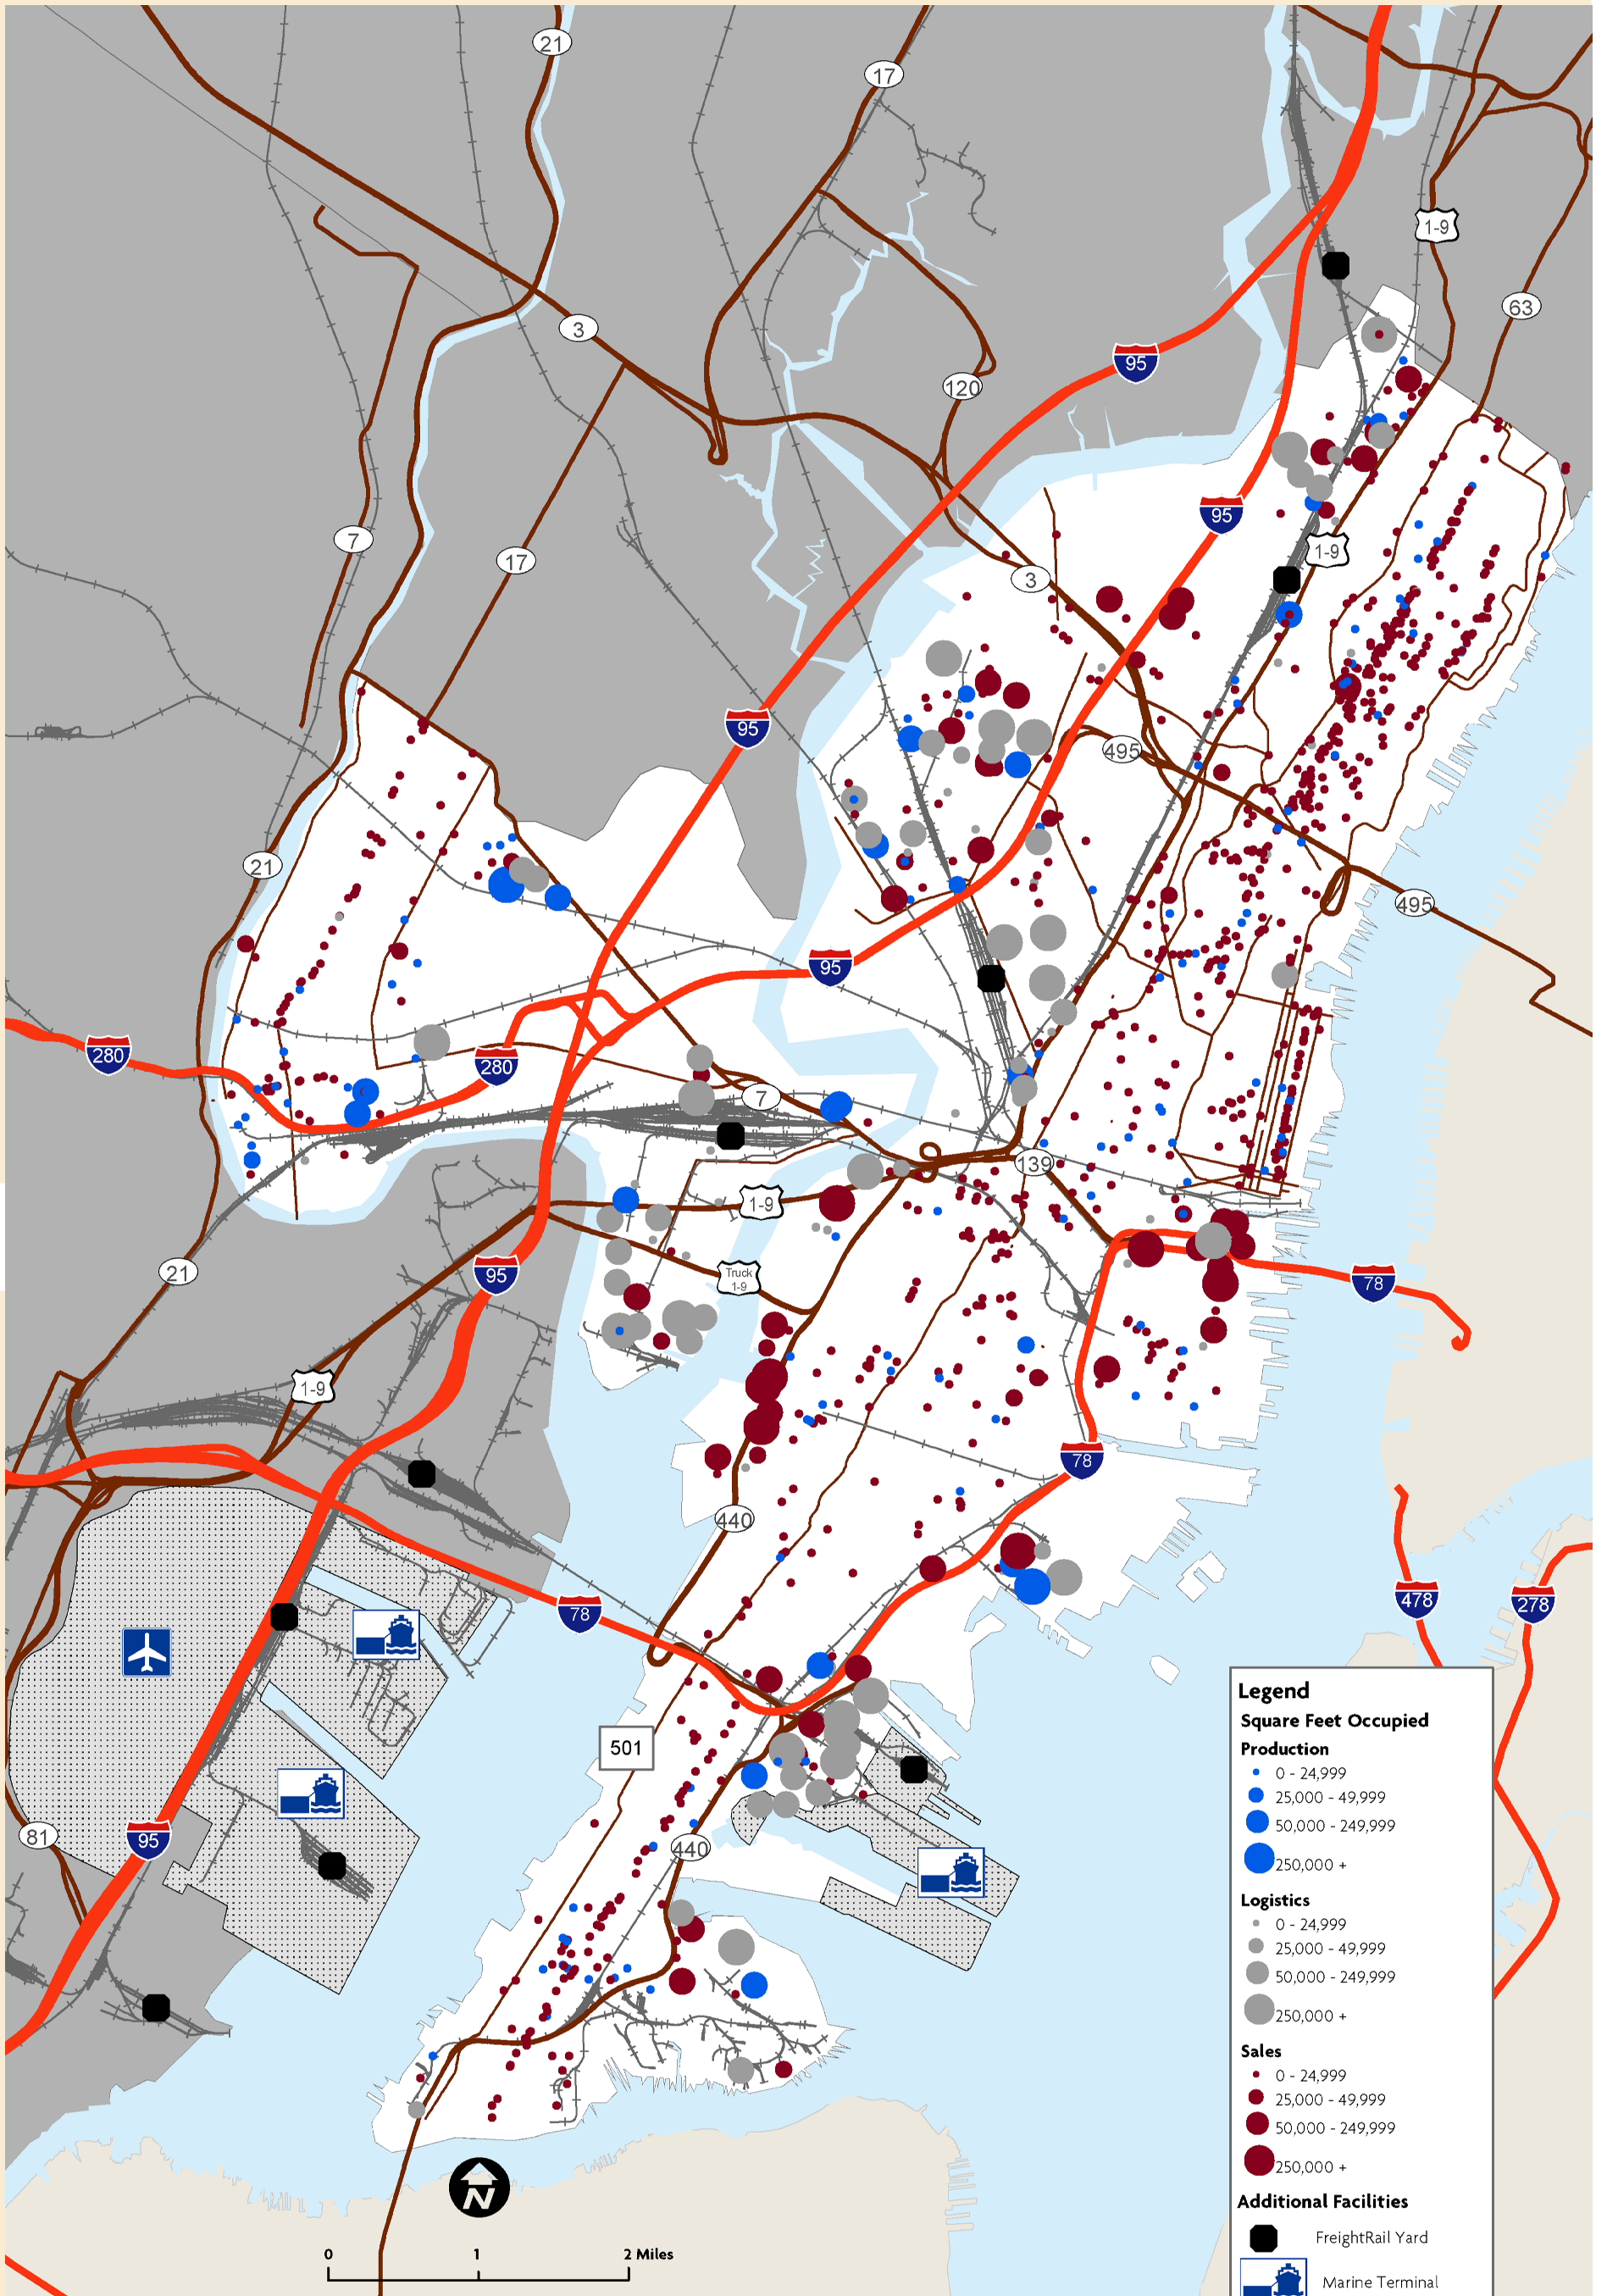 21
17
1-9
63
3
95
120
95
7
1-9
17
3
95
495
21
495
95
280
280
7
139
1-9
21
95
Truck
1-9
78
1-9
78
440
78
478
278
501
81
95
440
Legend
Square Feet Occupied
Production
0 - 24,999
25,000 - 49,999
50,000 - 249,999
250,000 +
Logistics
0 - 24,999
25,000 - 49,999
50,000 - 249,999
250,000 +
Sales
0 - 24,999
25,000 - 49,999
50,000 - 249,999
250,000 +
Additional Facilities
FreightRail Yard
Marine Terminal
N
0 1 2 Miles